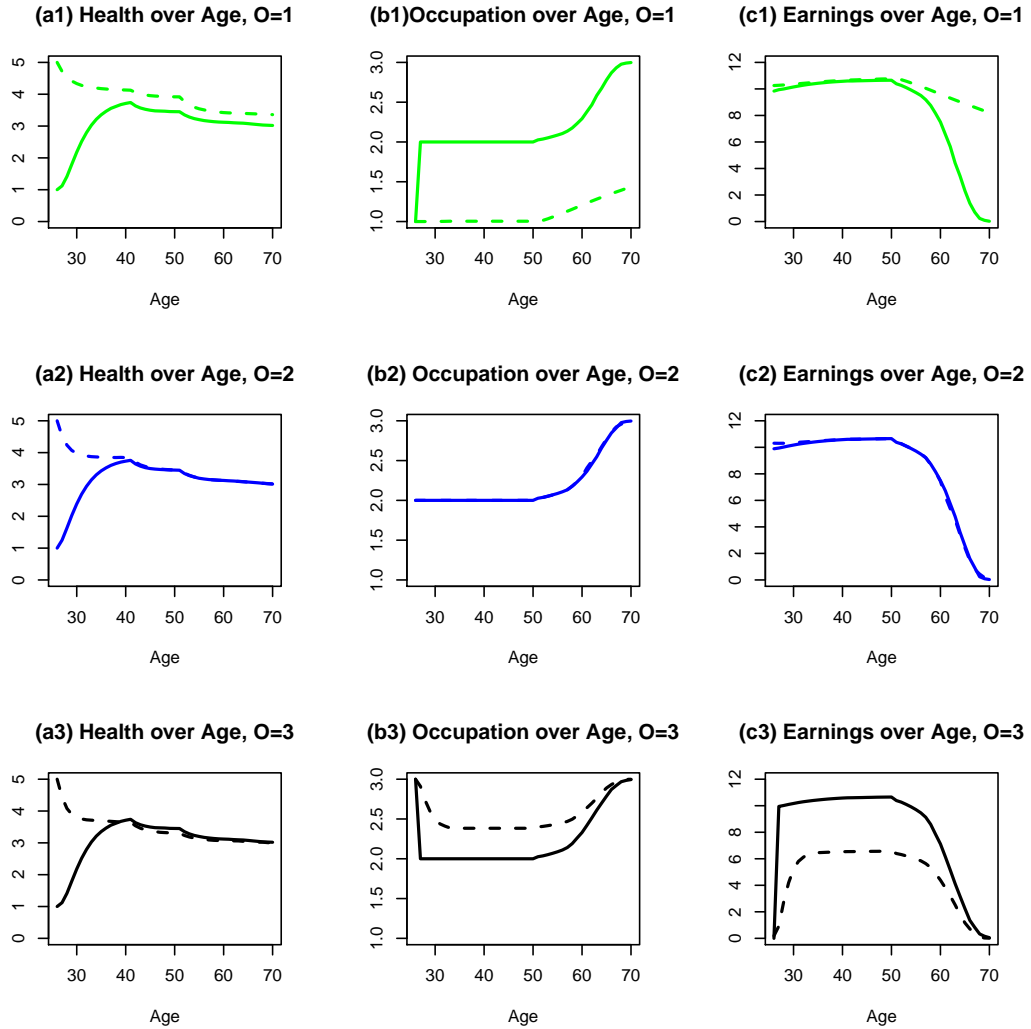 (a1) Health over Age, O=1
(b1)Occupation over Age, O=1
(c1) Earnings over Age, O=1
5
4
3
2
1
0
30 40 50 60 70
Age
3.0
2.5
2.0
1.5
1.0
30 40 50 60 70
Age
12
10
8
6
4
2
0
30 40 50 60 70
Age
(a2) Health over Age, O=2
(b2) Occupation over Age, O=2
(c2) Earnings over Age, O=2
5
4
3
2
1
0
30 40 50 60 70
Age
3.0
2.5
2.0
1.5
1.0
30 40 50 60 70
Age
12
10
8
6
4
2
0
30 40 50 60 70
Age
(a3) Health over Age, O=3
(b3) Occupation over Age, O=3
(c3) Earnings over Age, O=3
5
4
3
2
1
0
30 40 50 60 70
Age
3.0
2.5
2.0
1.5
1.0
30 40 50 60 70
Age
12
10
8
6
4
2
0
30 40 50 60 70
Age